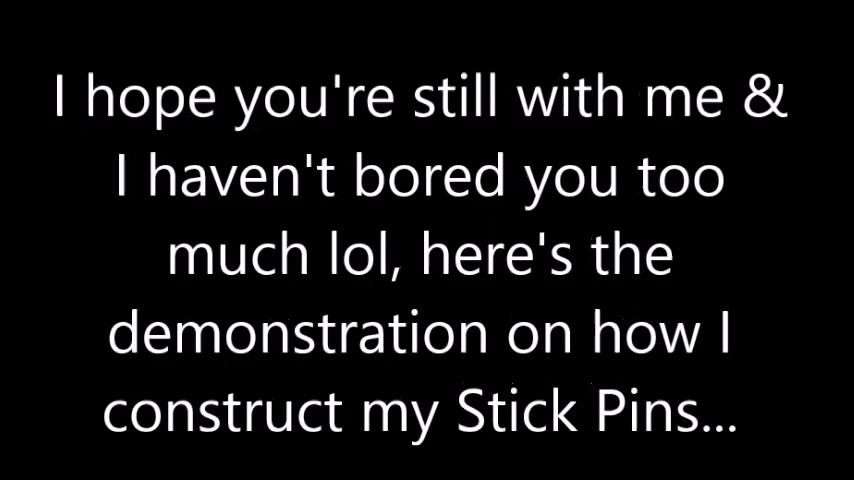 I hope you're still with me &
I haven't bored you too
much lol, here's the
demonstration on how I
construct my Stick Pins...